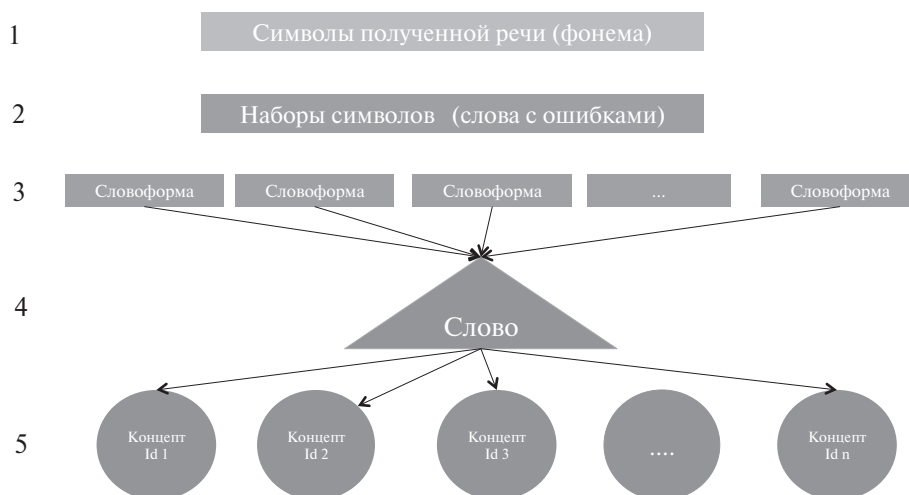 1
Символы полученной речи (фонема)
2
Наборы символов (слова с ошибками)
3
Словоформа
Словоформа
Словоформа
...
Словоформа
4
Слово
5
Концепт
Id 1
Концепт
Id 2
Концепт
Id 3
....
Концепт
Id n